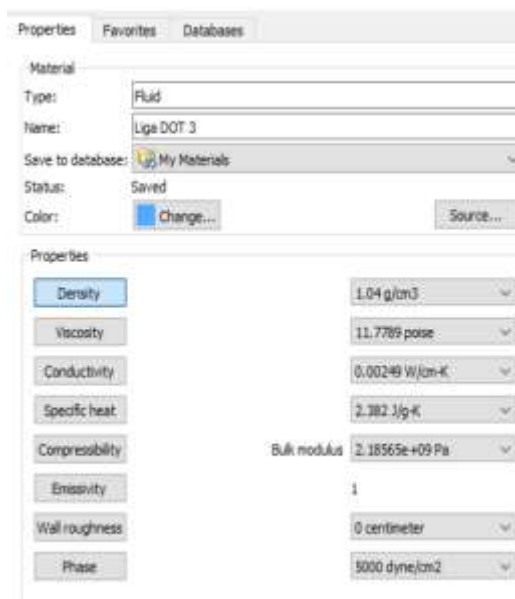 Properties Favorites Databases
Material
Type: Fluid
Name: Liga DOT 3
Save to database: My Materials
Status: Saved
Color: Change... Source...
Properties
Density 1.04 g/cm3
Viscosity 11.7789 poise
Conductivity 0.00249 W/cm-K
Specific heat 2.382 J/g-K
Compressibility Bulk modulus 2.18565e+09 Pa
Emissivity 1
Wall roughness 0 centimeter
Phase 5000 dyne/cm2